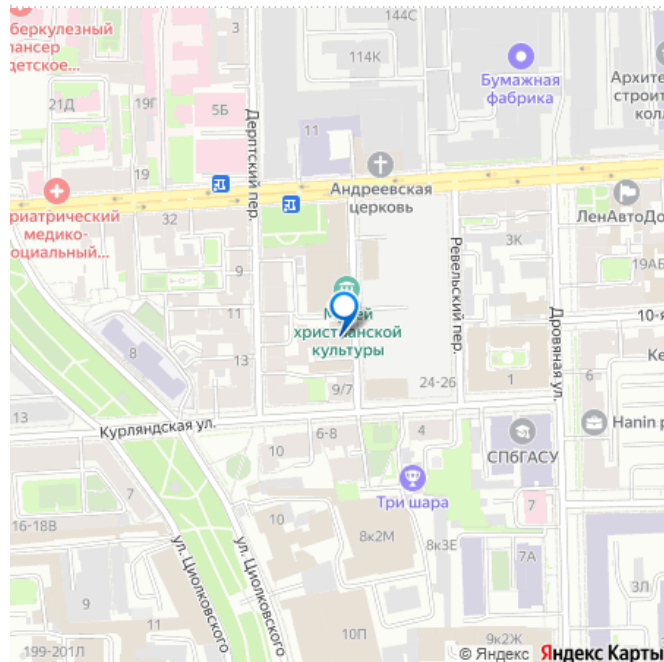 144С
беркулезный
пансер
детское...
3
114К
Бумажная
фабрика
Архите
строит
колл
21Д
19Г
5Б
Дерптский пер.
11
19
Андреевская
церковь
риатрический
медико-
оциальный...
32
ЛенАвтоДо
3К
19АБ
9
Ревельский пер.
11
Музей
христианской
культуры
10-я
Дровяная ул.
8
13
Ке
24-26
1
6
9/7
13
Курляндская ул.
6-8
4
Hanin p
10
СПбГАСУ
7
Три шара
7
16-18В
10
8к2М
8к3Е
7А
ул. Циолковского
ул. Циолковского
3Л
9
11
10П
9к2Ж
199-201Л
© Яндекс Яндекс Карты